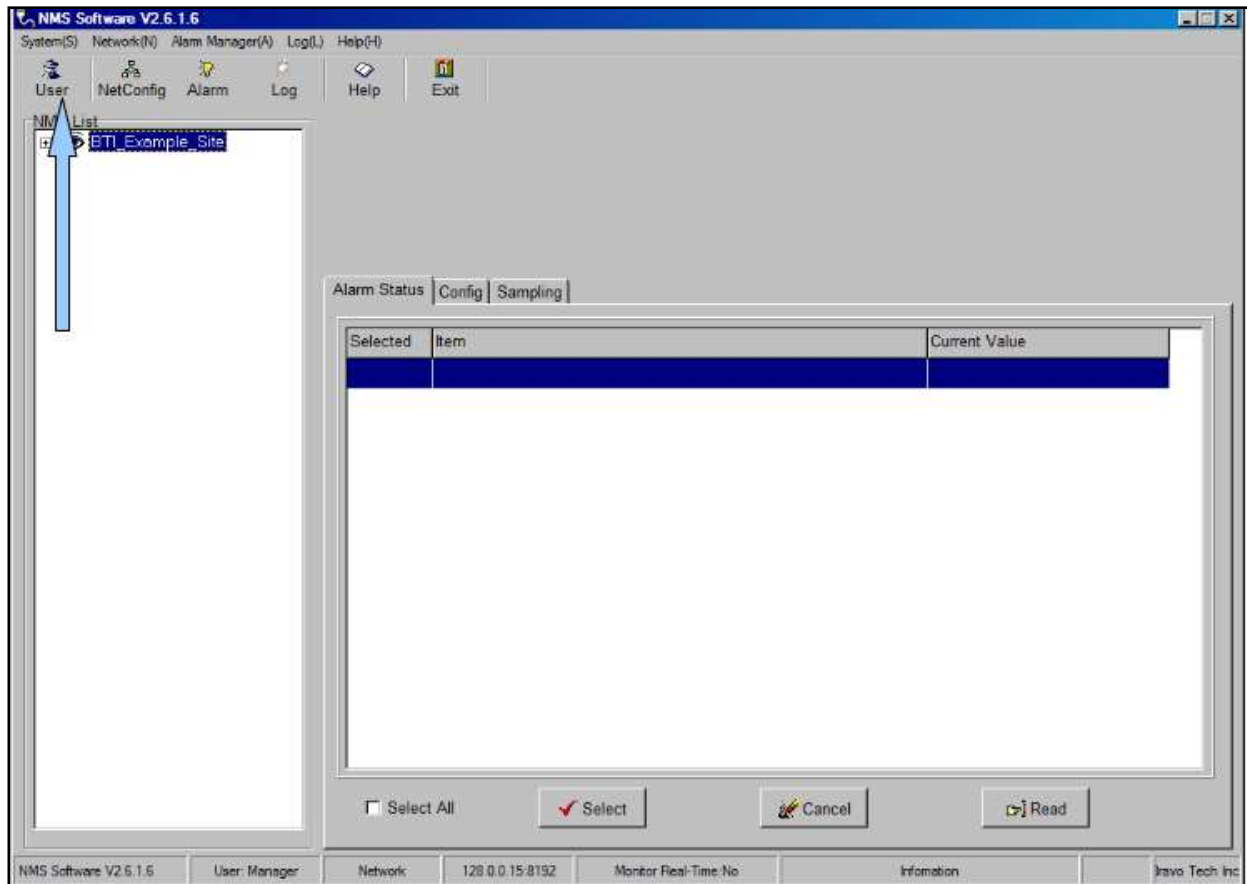 NMS Software V2.6.1.6
System(S) Network(N) Alarm Manager(A) Log(L) Help(H)
User NetConfig Alarm Log Help Exit
List
BTI_Example_Site
Alarm Status Config Sampling
Selected Item Current Value
Select All Select Cancel Read
NMS Software V2.6.1.6 User: Manager Network 128.0.0.15:8192 Monitor Real-Time:No Infomation Iravo Tech Inc